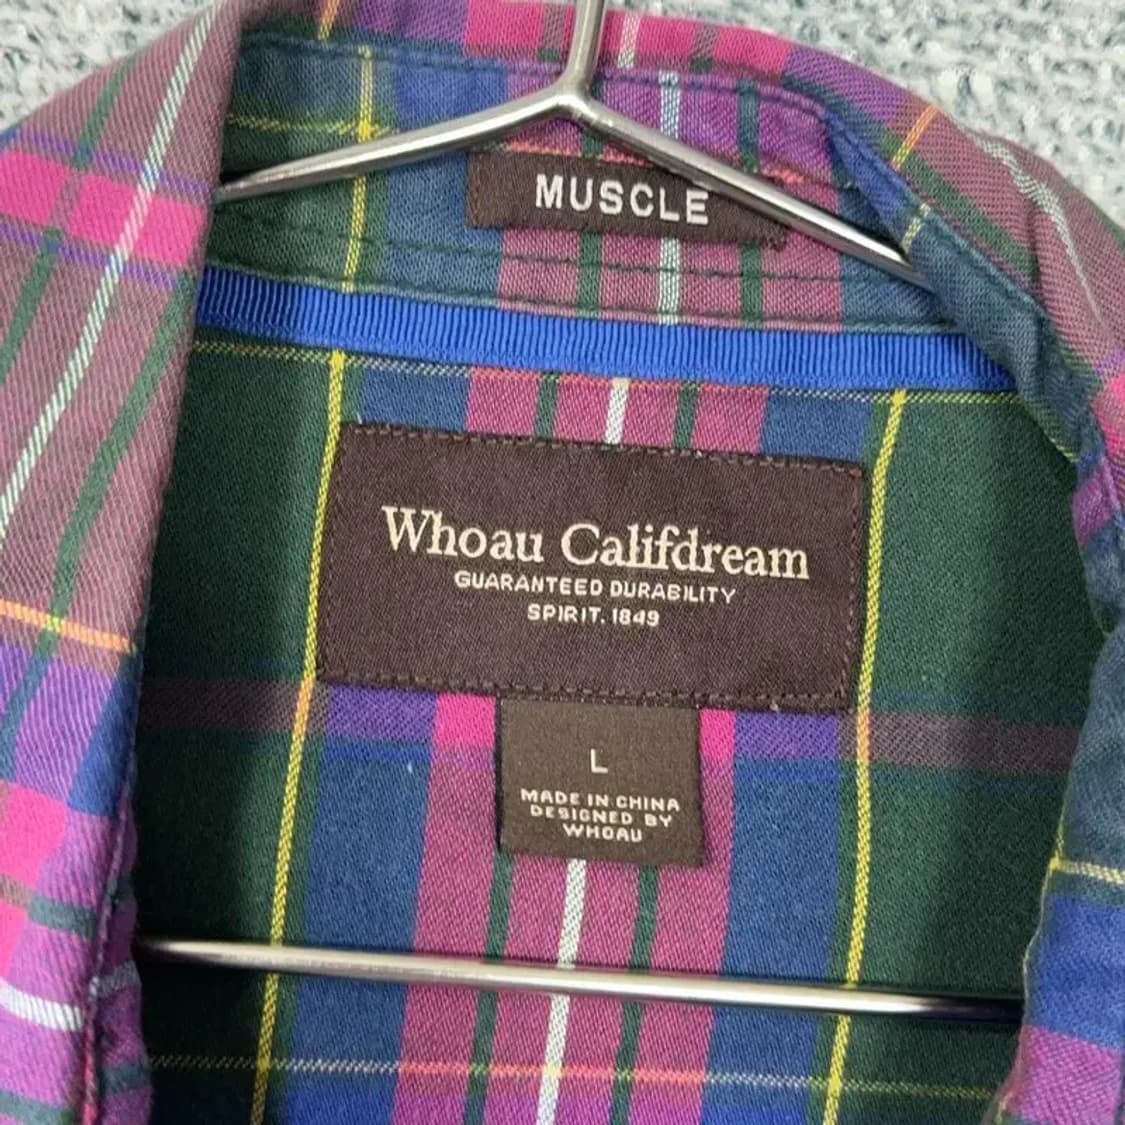 MUSCLE
Whoau Califdream
GUARANTEED DURABILITY
SPIRIT. 1849
L
MADE IN CHINA
DESIGNED BY
WHOAU